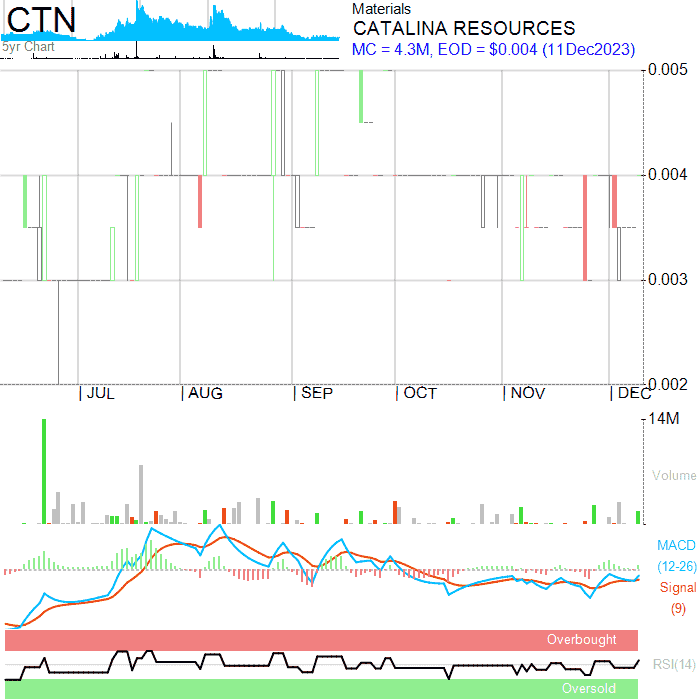 CTN
5yr Chart
Materials
CATALINA RESOURCES
MC = 4.3M, EOD = $0.004 (11Dec2023)
0.005
0.004
0.003
0.002
| JUL | AUG | SEP | OCT | NOV | DEC
14M
Volume
MACD
(12-26)
Signal
(9)
Overbought
RSI(14)
Oversold